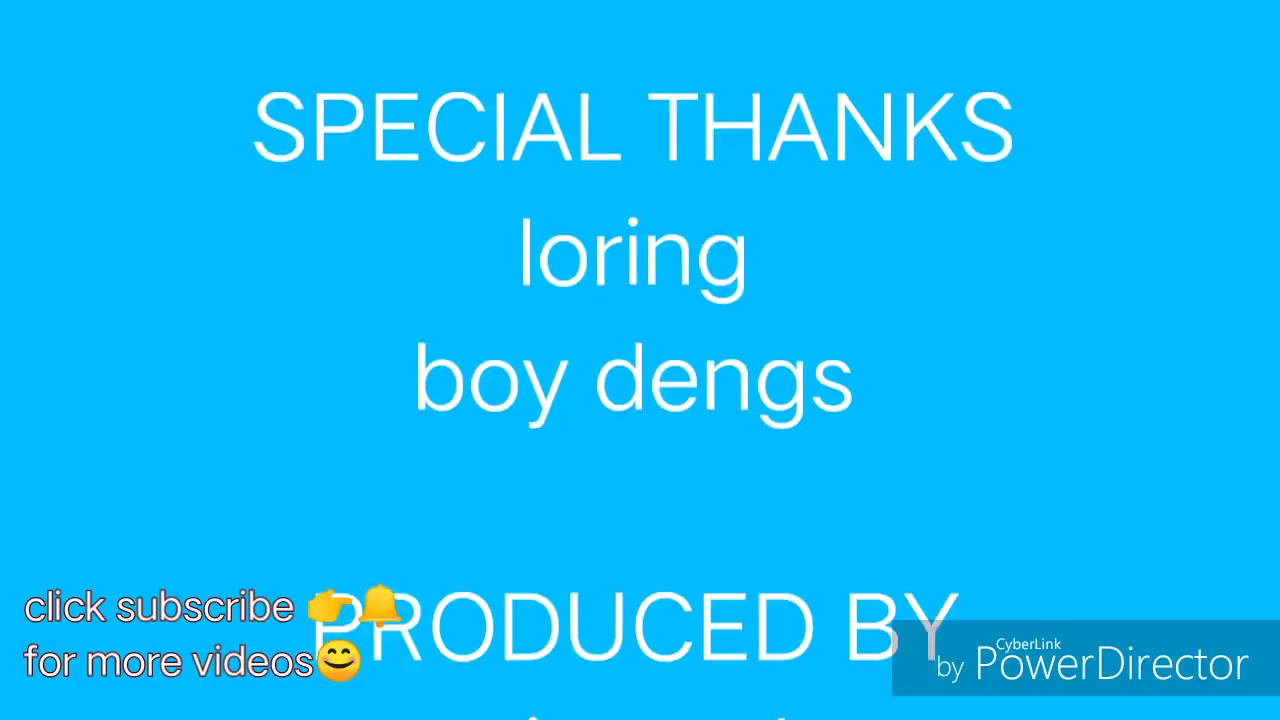 SPECIAL THANKS
loring
boy dengs
PRODUCED BY
click subscribe 👉🔔
for more videos😊
CyberLink
by PowerDirector